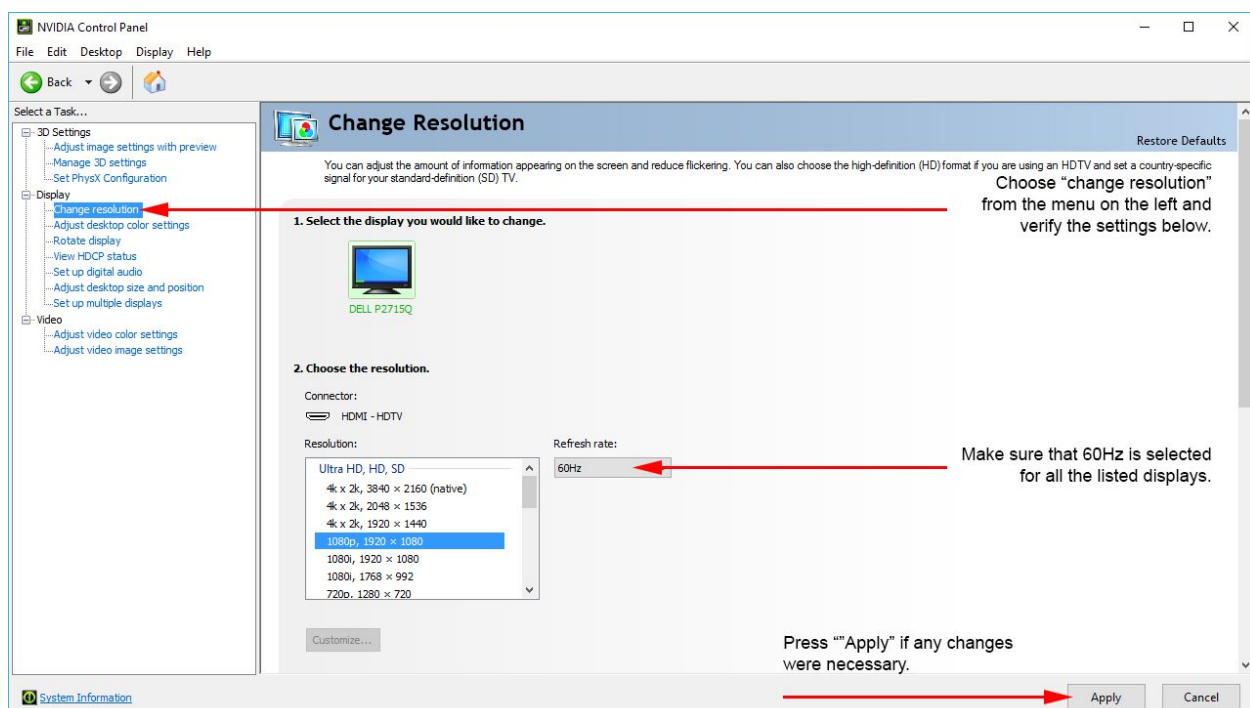 NVIDIA Control Panel
File Edit Desktop Display Help
Back
Select a Task...
3D Settings
Adjust image settings with preview
Manage 3D settings
Set PhysX Configuration
Display
Change resolution
Adjust desktop color settings
Rotate display
View HDCP status
Set up digital audio
Adjust desktop size and position
Set up multiple displays
Video
Adjust video color settings
Adjust video image settings
System Information
Change Resolution
Restore Defaults
You can adjust the amount of information appearing on the screen and reduce flickering. You can also choose the high-definition (HD) format if you are using an HDTV and set a country-specific
signal for your standard-definition (SD) TV.
Choose “change resolution”
from the menu on the left and
verify the settings below.
1. Select the display you would like to change.
DELL P2715Q
2. Choose the resolution.
Connector:
HDMI - HDTV
Resolution:
Ultra HD, HD, SD
4k x 2k, 3840 × 2160 (native)
4k x 2k, 2048 × 1536
4k x 2k, 1920 × 1440
1080p, 1920 × 1080
1080i, 1920 × 1080
1080i, 1768 × 992
720p, 1280 × 720
Refresh rate:
60Hz
Make sure that 60Hz is selected
for all the listed displays.
Customize...
Press “”Apply” if any changes
were necessary.
Apply
Cancel